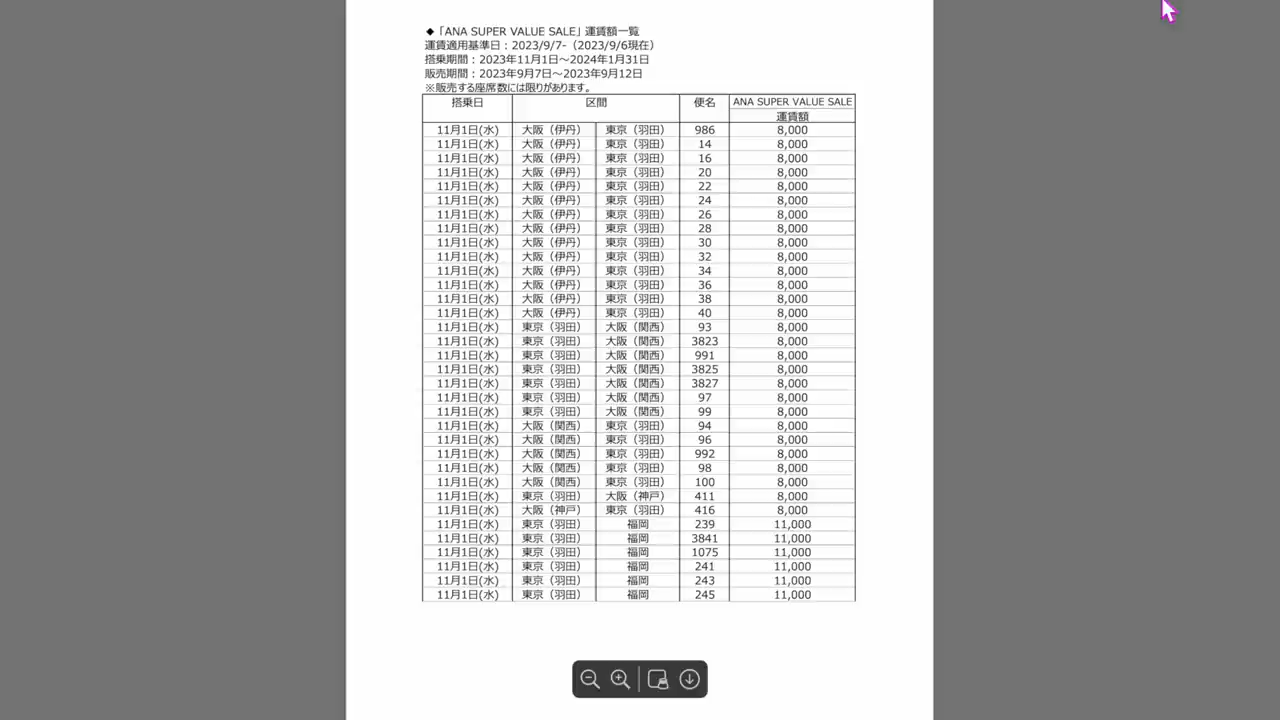 ◆「ANA SUPER VALUE SALE」運賃額一覧
運賃適用基準日：2023/9/7-（2023/9/6現在）
搭乗期間：2023年11月1日～2024年1月31日
販売期間：2023年9月7日～2023年9月12日
※販売する座席数には限りがあります。
搭乗日 区間 便名 ANA SUPER VALUE SALE
運賃額
11月1日(水) 大阪（伊丹） 東京（羽田） 986 8,000
11月1日(水) 大阪（伊丹） 東京（羽田） 14 8,000
11月1日(水) 大阪（伊丹） 東京（羽田） 16 8,000
11月1日(水) 大阪（伊丹） 東京（羽田） 20 8,000
11月1日(水) 大阪（伊丹） 東京（羽田） 22 8,000
11月1日(水) 大阪（伊丹） 東京（羽田） 24 8,000
11月1日(水) 大阪（伊丹） 東京（羽田） 26 8,000
11月1日(水) 大阪（伊丹） 東京（羽田） 28 8,000
11月1日(水) 大阪（伊丹） 東京（羽田） 30 8,000
11月1日(水) 大阪（伊丹） 東京（羽田） 32 8,000
11月1日(水) 大阪（伊丹） 東京（羽田） 34 8,000
11月1日(水) 大阪（伊丹） 東京（羽田） 36 8,000
11月1日(水) 大阪（伊丹） 東京（羽田） 38 8,000
11月1日(水) 大阪（伊丹） 東京（羽田） 40 8,000
11月1日(水) 東京（羽田） 大阪（関西） 93 8,000
11月1日(水) 東京（羽田） 大阪（関西） 3823 8,000
11月1日(水) 東京（羽田） 大阪（関西） 991 8,000
11月1日(水) 東京（羽田） 大阪（関西） 3825 8,000
11月1日(水) 東京（羽田） 大阪（関西） 3827 8,000
11月1日(水) 東京（羽田） 大阪（関西） 97 8,000
11月1日(水) 東京（羽田） 大阪（関西） 99 8,000
11月1日(水) 大阪（関西） 東京（羽田） 94 8,000
11月1日(水) 大阪（関西） 東京（羽田） 96 8,000
11月1日(水) 大阪（関西） 東京（羽田） 992 8,000
11月1日(水) 大阪（関西） 東京（羽田） 98 8,000
11月1日(水) 大阪（関西） 東京（羽田） 100 8,000
11月1日(水) 東京（羽田） 大阪（神戸） 411 8,000
11月1日(水) 大阪（神戸） 東京（羽田） 416 8,000
11月1日(水) 東京（羽田） 福岡 239 11,000
11月1日(水) 東京（羽田） 福岡 3841 11,000
11月1日(水) 東京（羽田） 福岡 1075 11,000
11月1日(水) 東京（羽田） 福岡 241 11,000
11月1日(水) 東京（羽田） 福岡 243 11,000
11月1日(水) 東京（羽田） 福岡 245 11,000